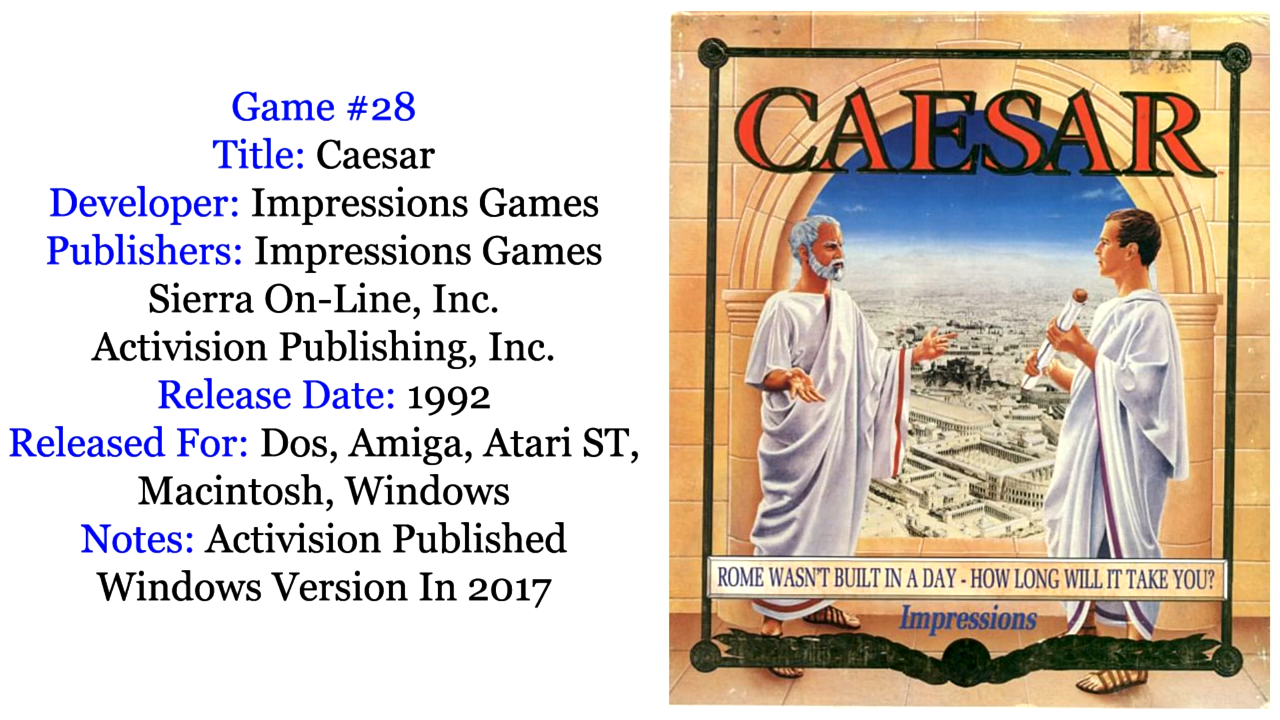 Game #28
Title: Caesar
Developer: Impressions Games
Publishers: Impressions Games
Sierra On-Line, Inc.
Activision Publishing, Inc.
Release Date: 1992
Released For: Dos, Amiga, Atari ST,
Macintosh, Windows
Notes: Activision Published
Windows Version In 2017
CAESAR
ROME WASN'T BUILT IN A DAY - HOW LONG WILL IT TAKE YOU?
Impressions